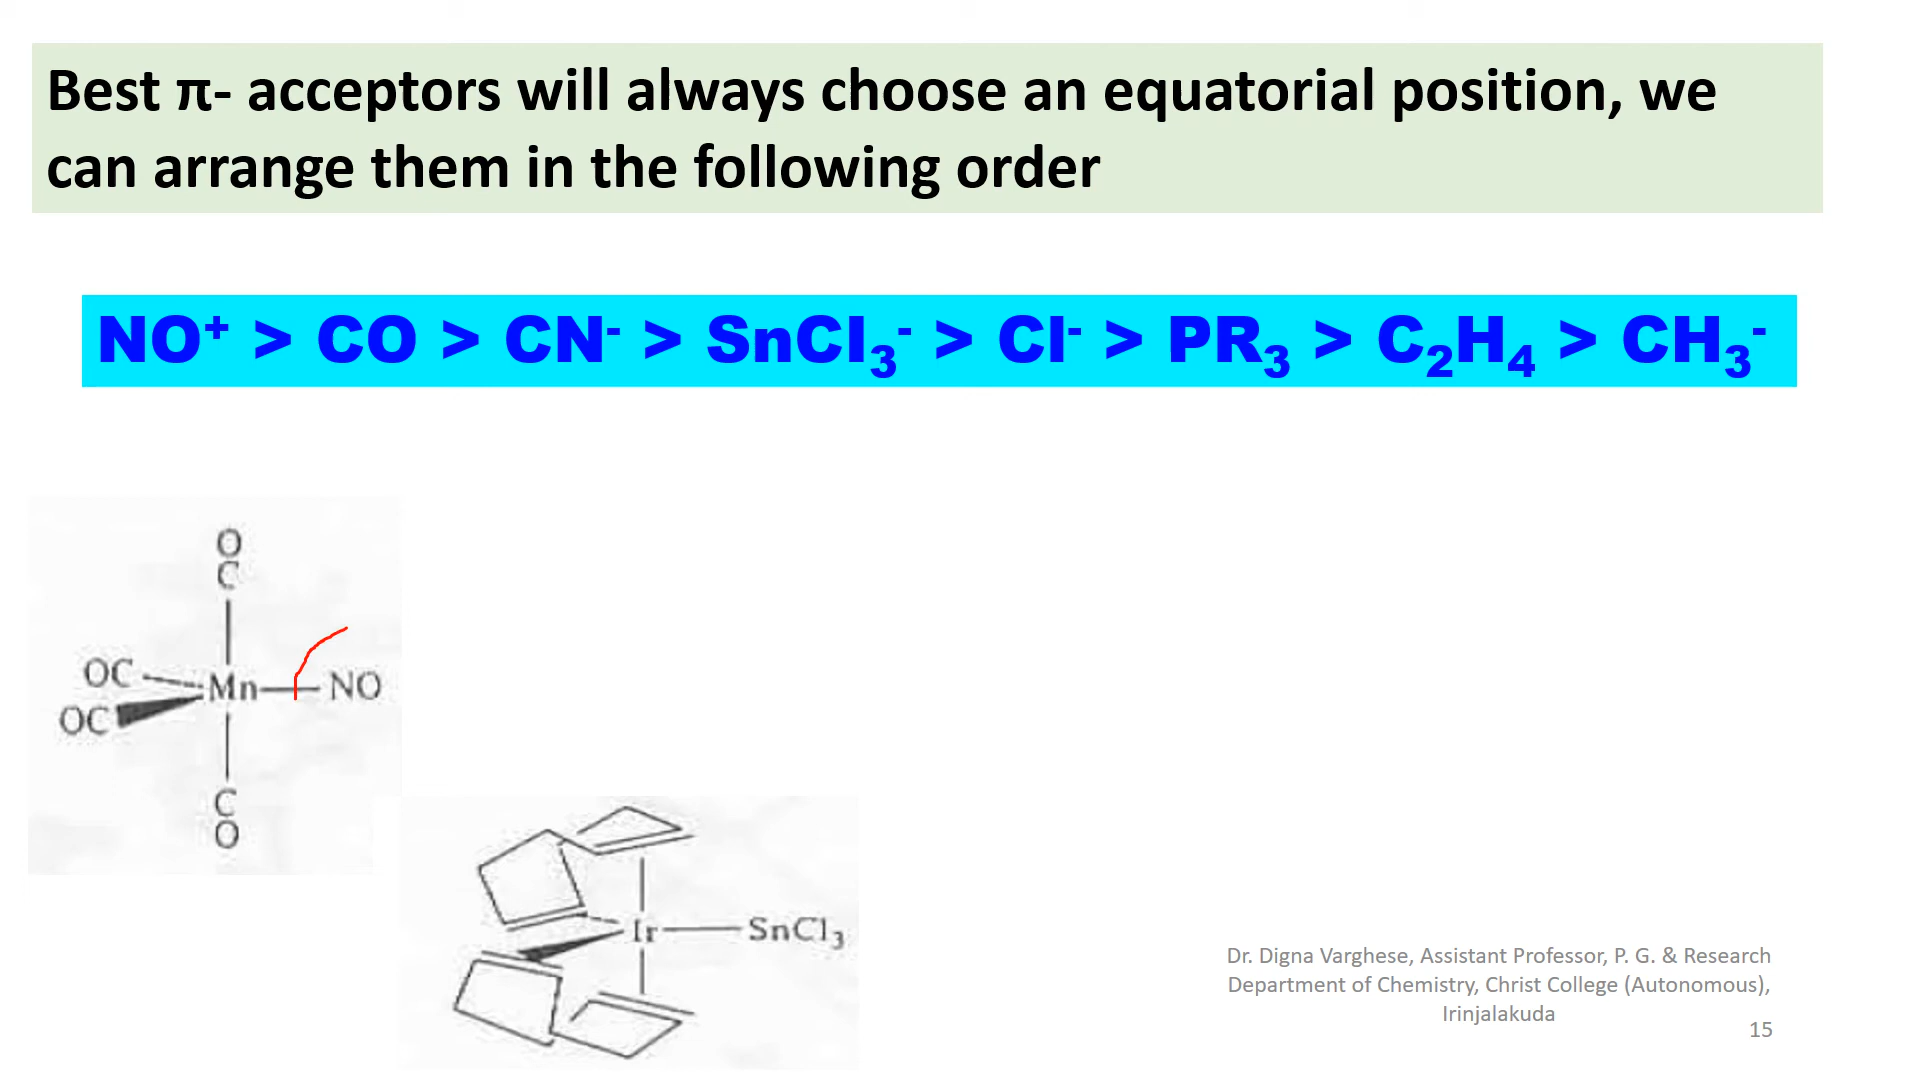 Best π- acceptors will always choose an equatorial position, we
can arrange them in the following order
NO⁺ > CO > CN⁻ > SnCl₃⁻ > Cl⁻ > PR₃ > C₂H₄ > CH₃⁻
O
C
OC
OC
Mn
NO
C
O
Ir
SnCl₃
Dr. Digna Varghese, Assistant Professor, P. G. & Research
Department of Chemistry, Christ College (Autonomous),
Irinjalakuda
15